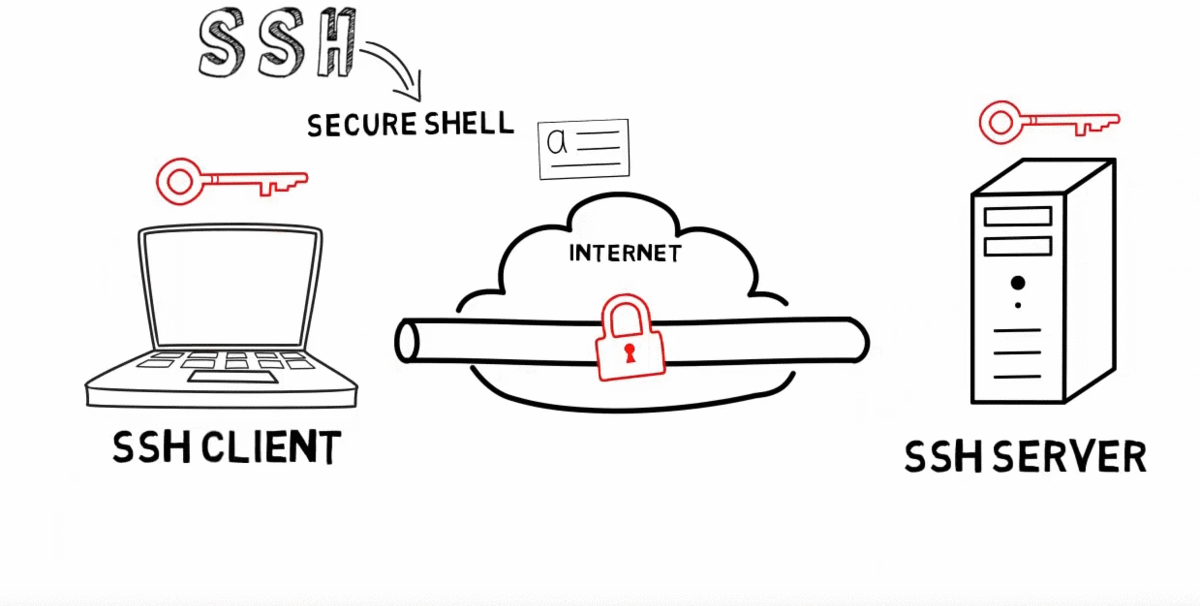 SSH
SECURE SHELL
a
INTERNET
SSH CLIENT
SSH SERVER